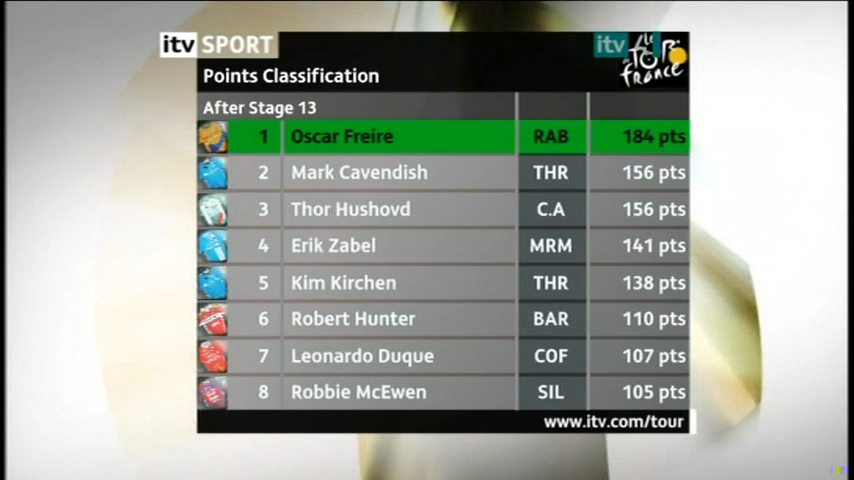 itv SPORT
itv le TOUR de france
Points Classification
After Stage 13
1 Oscar Freire RAB 184 pts
2 Mark Cavendish THR 156 pts
3 Thor Hushovd C.A 156 pts
4 Erik Zabel MRM 141 pts
5 Kim Kirchen THR 138 pts
6 Robert Hunter BAR 110 pts
7 Leonardo Duque COF 107 pts
8 Robbie McEwen SIL 105 pts
www.itv.com/tour